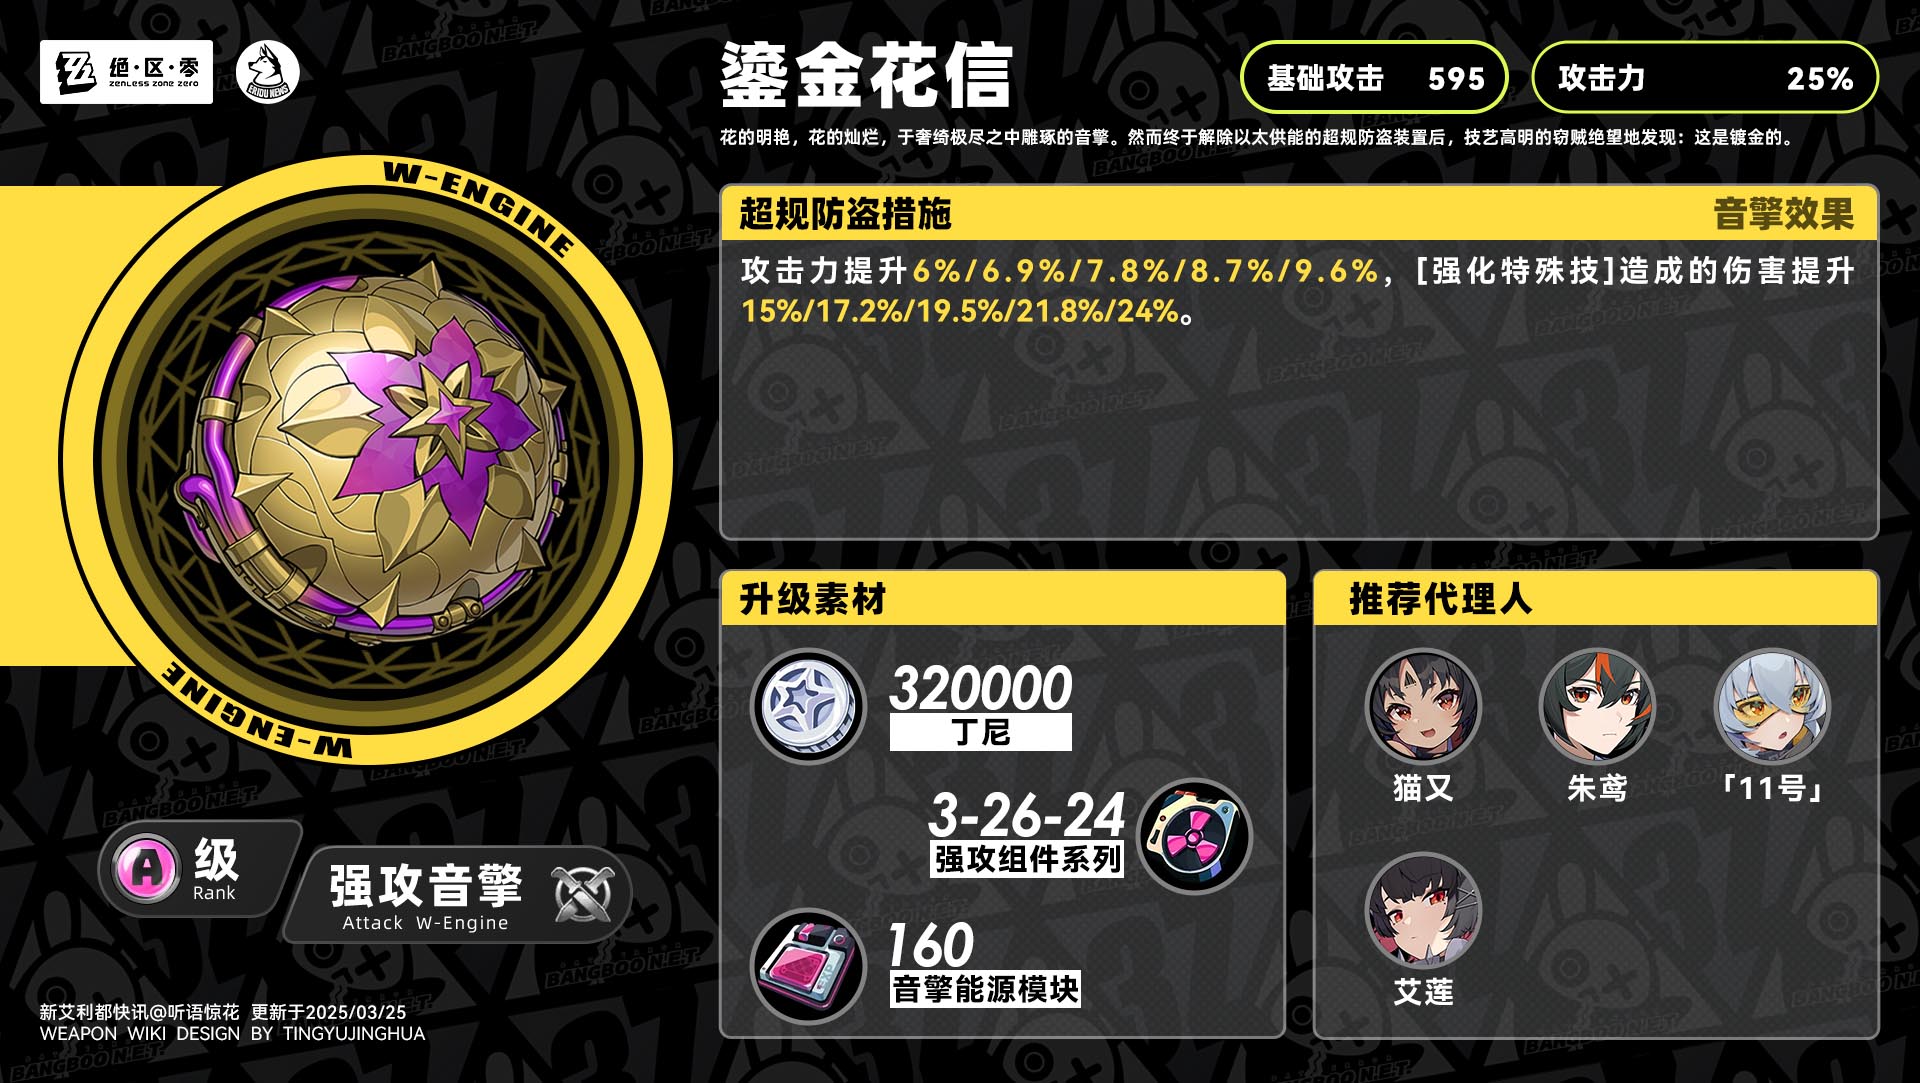 绝·区·零
ZENLESS ZONE ZERO
ERIDU NEWS
鎏金花信
基础攻击 595
攻击力 25%
花的明艳，花的灿烂，于奢绮极尽之中雕琢的音擎。然而终于解除以太供能的超规防盗装置后，技艺高明的窃贼绝望地发现：这是镀金的。
W-ENGINE
W-ENGINE
超规防盗措施 音擎效果
攻击力提升6%/6.9%/7.8%/8.7%/9.6%，[强化特殊技]造成的伤害提升
15%/17.2%/19.5%/21.8%/24%。
升级素材
320000
丁尼
3-26-24
强攻组件系列
160
音擎能源模块
推荐代理人
猫又
朱鸢
「11号」
艾莲
A 级
Rank
强攻音擎
Attack W-Engine
新艾利都快讯@听语惊花 更新于2025/03/25
WEAPON WIKI DESIGN BY TINGYUJINGHUA
BANGBOO N.E.T.